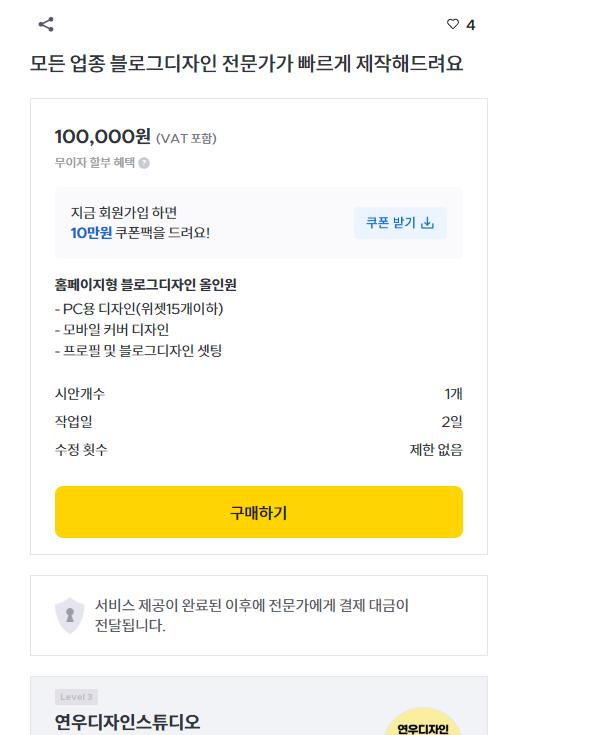 4
모든 업종 블로그디자인 전문가가 빠르게 제작해드려요
100,000원 (VAT 포함)
무이자 할부 혜택 ?
지금 회원가입 하면
10만원 쿠폰팩을 드려요!
쿠폰 받기
홈페이지형 블로그디자인 올인원
- PC용 디자인(위젯15개이하)
- 모바일 커버 디자인
- 프로필 및 블로그디자인 셋팅
시안개수 1개
작업일 2일
수정 횟수 제한 없음
구매하기
서비스 제공이 완료된 이후에 전문가에게 결제 대금이
전달됩니다.
Level 3
연우디자인스튜디오
연우디자인